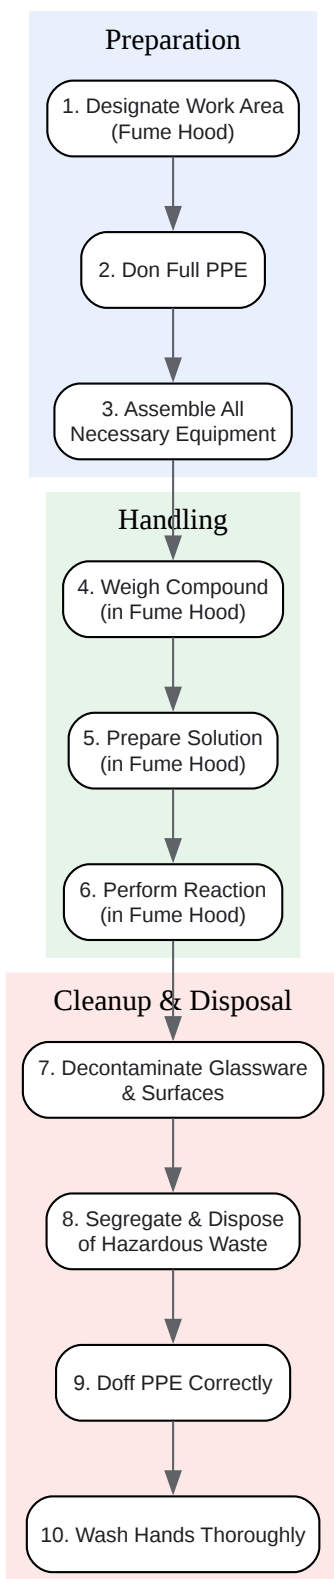 Preparation
1. Designate Work Area
(Fume Hood)
2. Don Full PPE
3. Assemble All
Necessary Equipment
Handling
4. Weigh Compound
(in Fume Hood)
5. Prepare Solution
(in Fume Hood)
6. Perform Reaction
(in Fume Hood)
Cleanup & Disposal
7. Decontaminate Glassware
& Surfaces
8. Segregate & Dispose
of Hazardous Waste
9. Doff PPE Correctly
10. Wash Hands Thoroughly